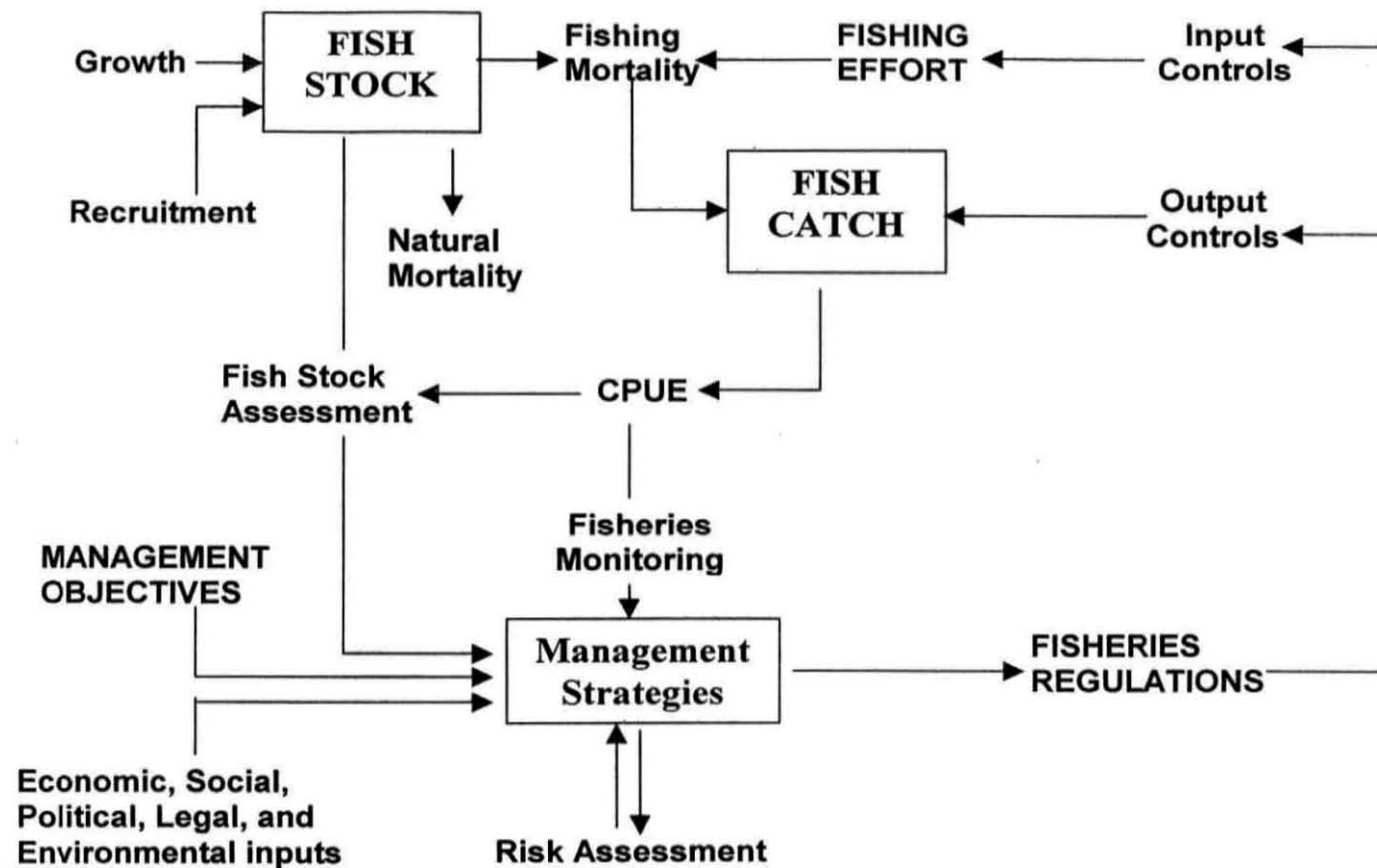 Growth
FISH
STOCK
Fishing
Mortality
FISHING
EFFORT
Input
Controls
Recruitment
Natural
Mortality
FISH
CATCH
Output
Controls
Fish Stock
Assessment
CPUE
Fisheries
Monitoring
MANAGEMENT
OBJECTIVES
Management
Strategies
FISHERIES
REGULATIONS
Economic, Social,
Political, Legal, and
Environmental inputs
Risk Assessment